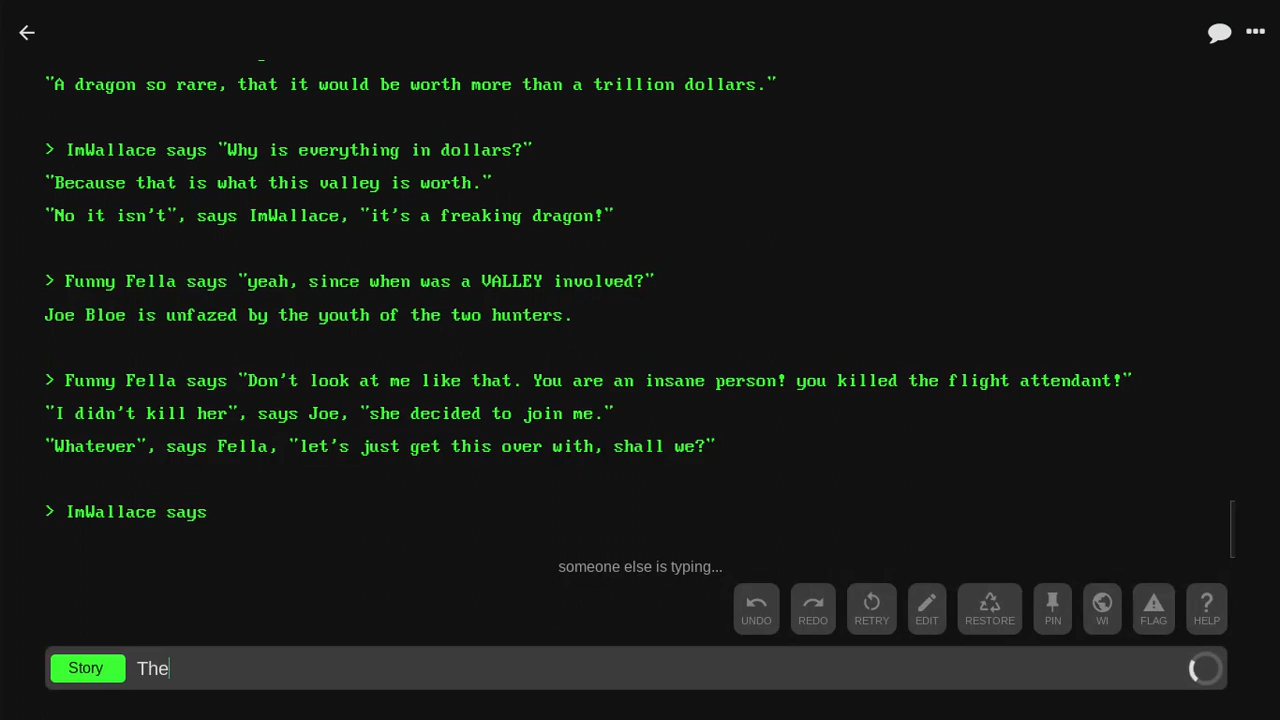 "A dragon so rare, that it would be worth more than a trillion dollars."
> ImWallace says "Why is everything in dollars?"
"Because that is what this valley is worth."
"No it isn't", says ImWallace, "it's a freaking dragon!"
> Funny Fella says "yeah, since when was a VALLEY involved?"
Joe Bloe is unfazed by the youth of the two hunters.
> Funny Fella says "Don't look at me like that. You are an insane person! you killed the flight attendant!"
"I didn't kill her", says Joe, "she decided to join me."
"Whatever", says Fella, "let's just get this over with, shall we?"
> ImWallace says
someone else is typing...
UNDO REDO RETRY EDIT RESTORE PIN WI FLAG HELP
Story The